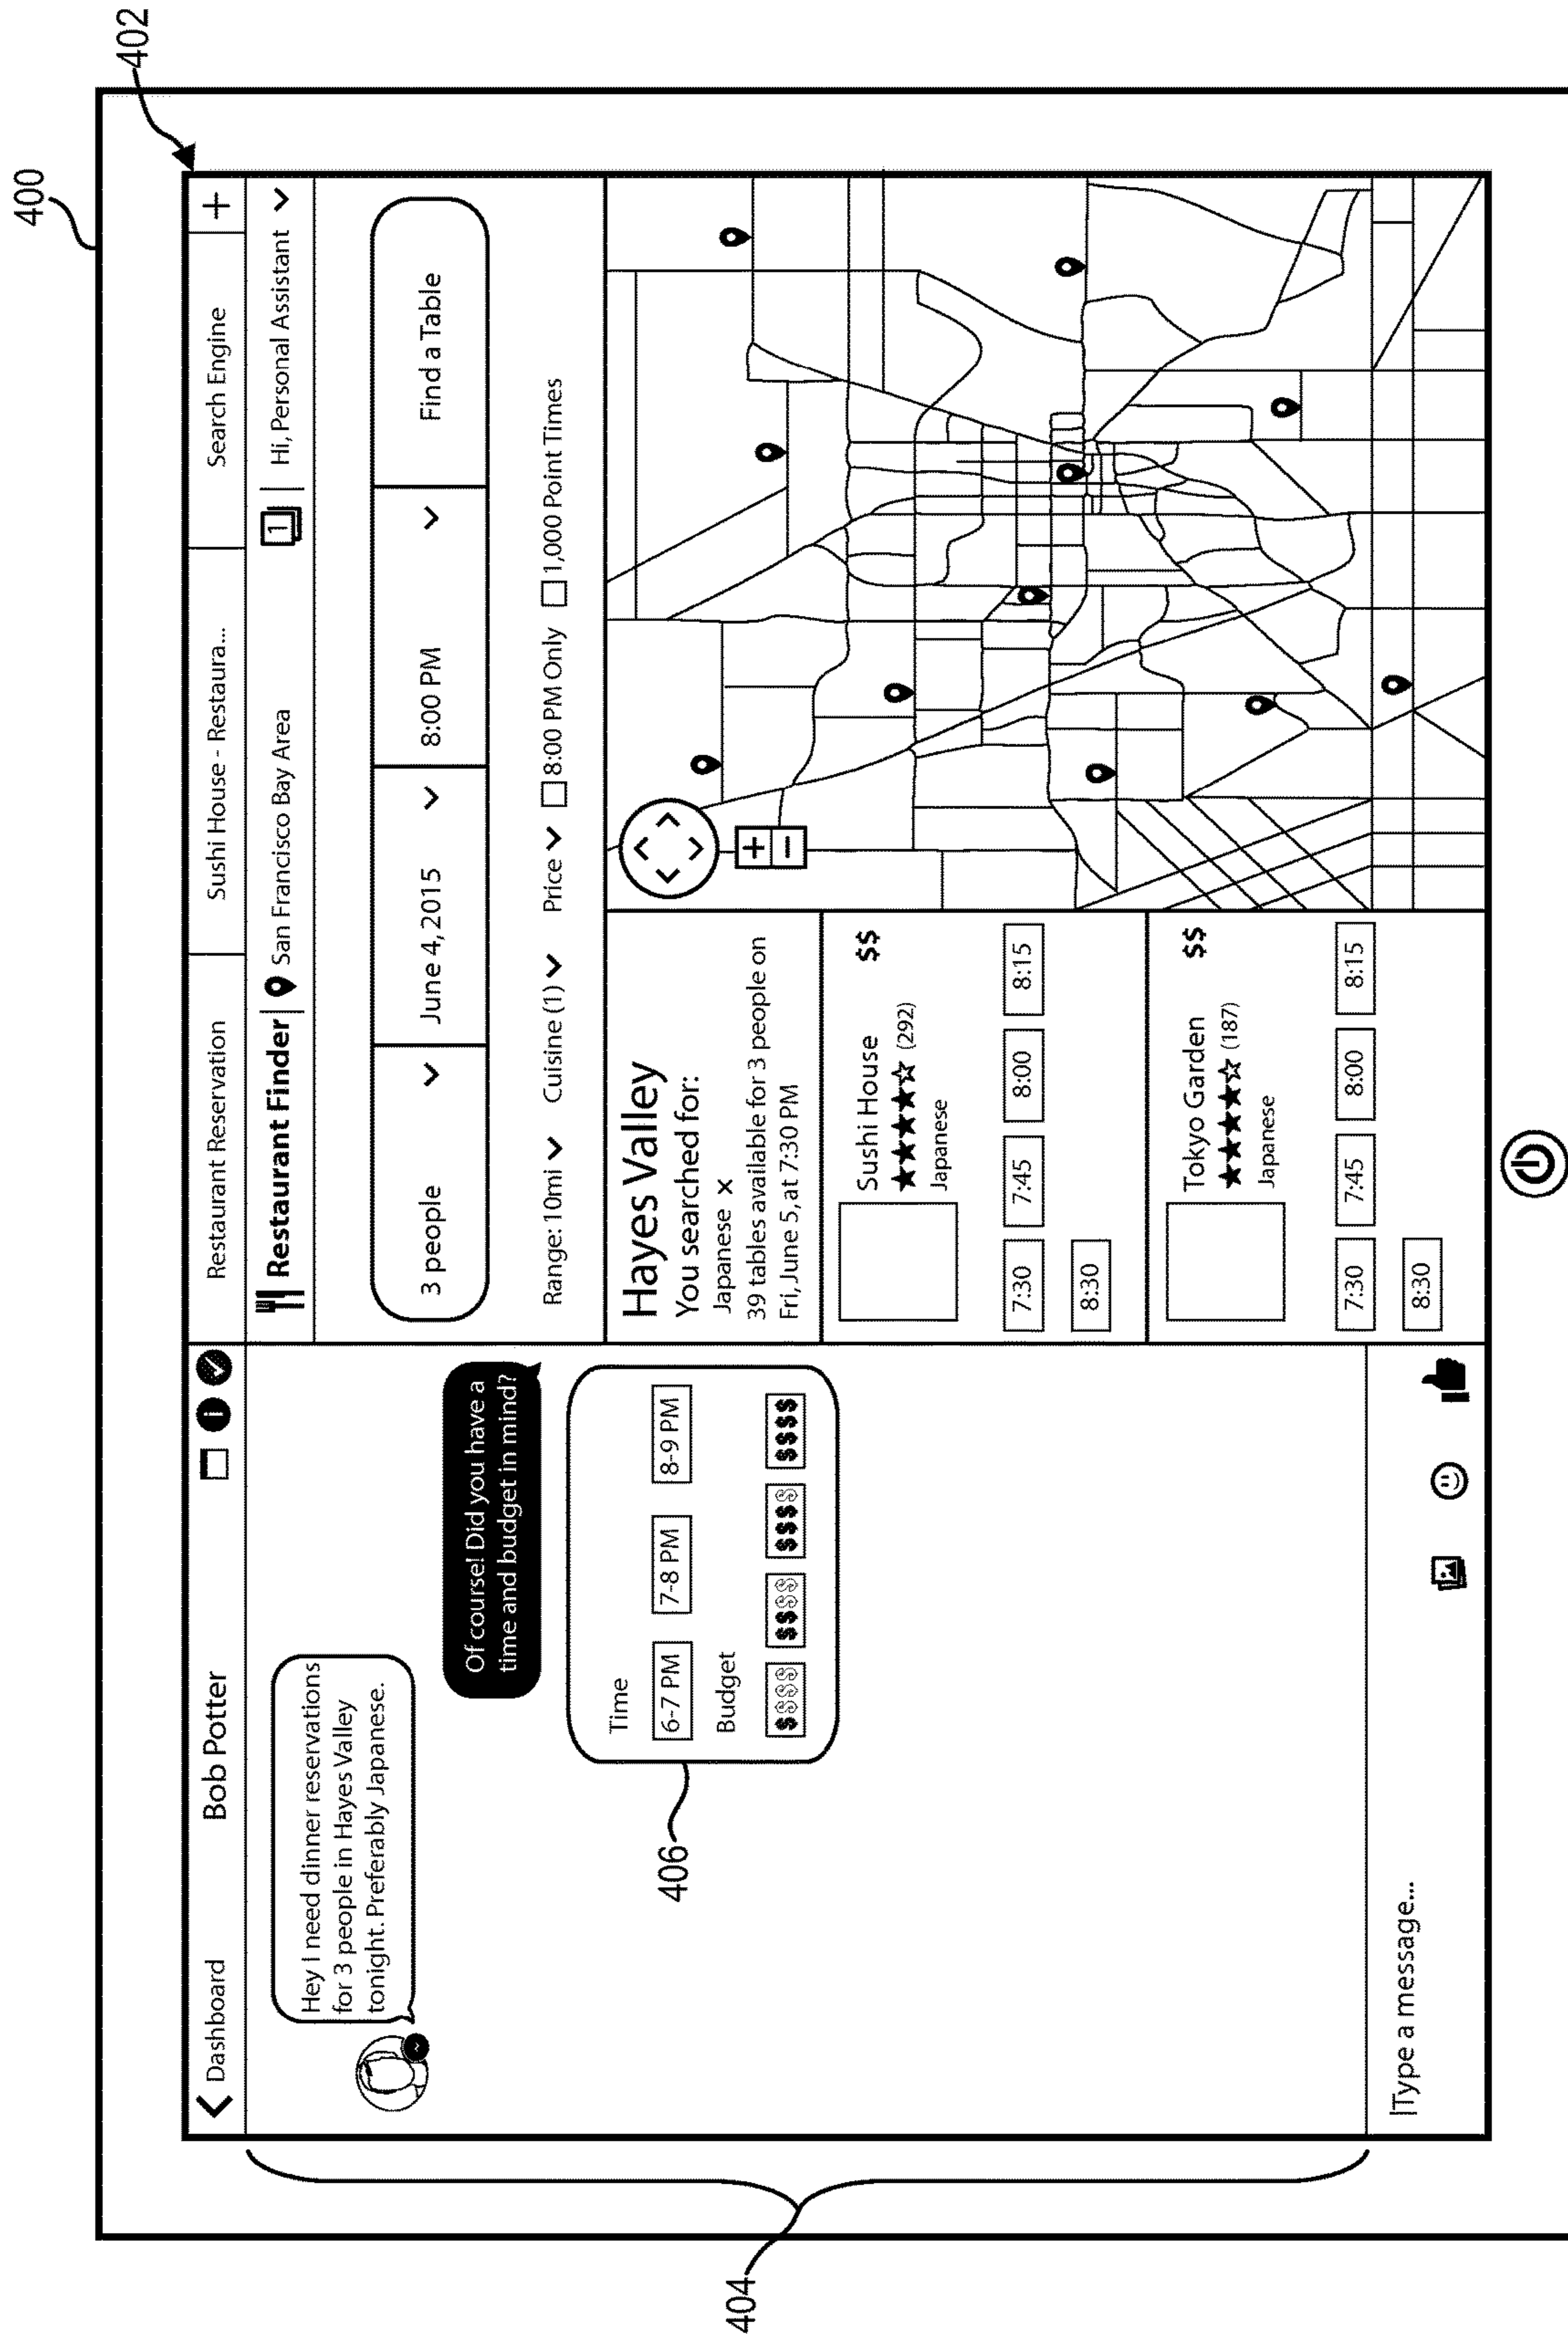 400
402
Dashboard
Bob Potter
Hey I need dinner reservations
for 3 people in Hayes Valley
tonight. Preferably Japanese.
Of course! Did you have a
time and budget in mind?
Time
6-7 PM 7-8 PM 8-9 PM
Budget
$$$$ $$$$ $$$$ $$$$
406
404
|Type a message...
Restaurant Reservation
Sushi House - Restaura...
Search Engine
+
Restaurant Finder
San Francisco Bay Area
1
Hi, Personal Assistant
3 people
June 4, 2015
8:00 PM
Find a Table
Range: 10mi Cuisine (1) Price 8:00 PM Only 1,000 Point Times
Hayes Valley
You searched for:
Japanese ×
39 tables available for 3 people on
Fri, June 5, at 7:30 PM
Sushi House $$
★★★★☆ (292)
Japanese
7:30 7:45 8:00 8:15
8:30
Tokyo Garden $$
★★★★☆ (187)
Japanese
7:30 7:45 8:00 8:15
8:30
+
−